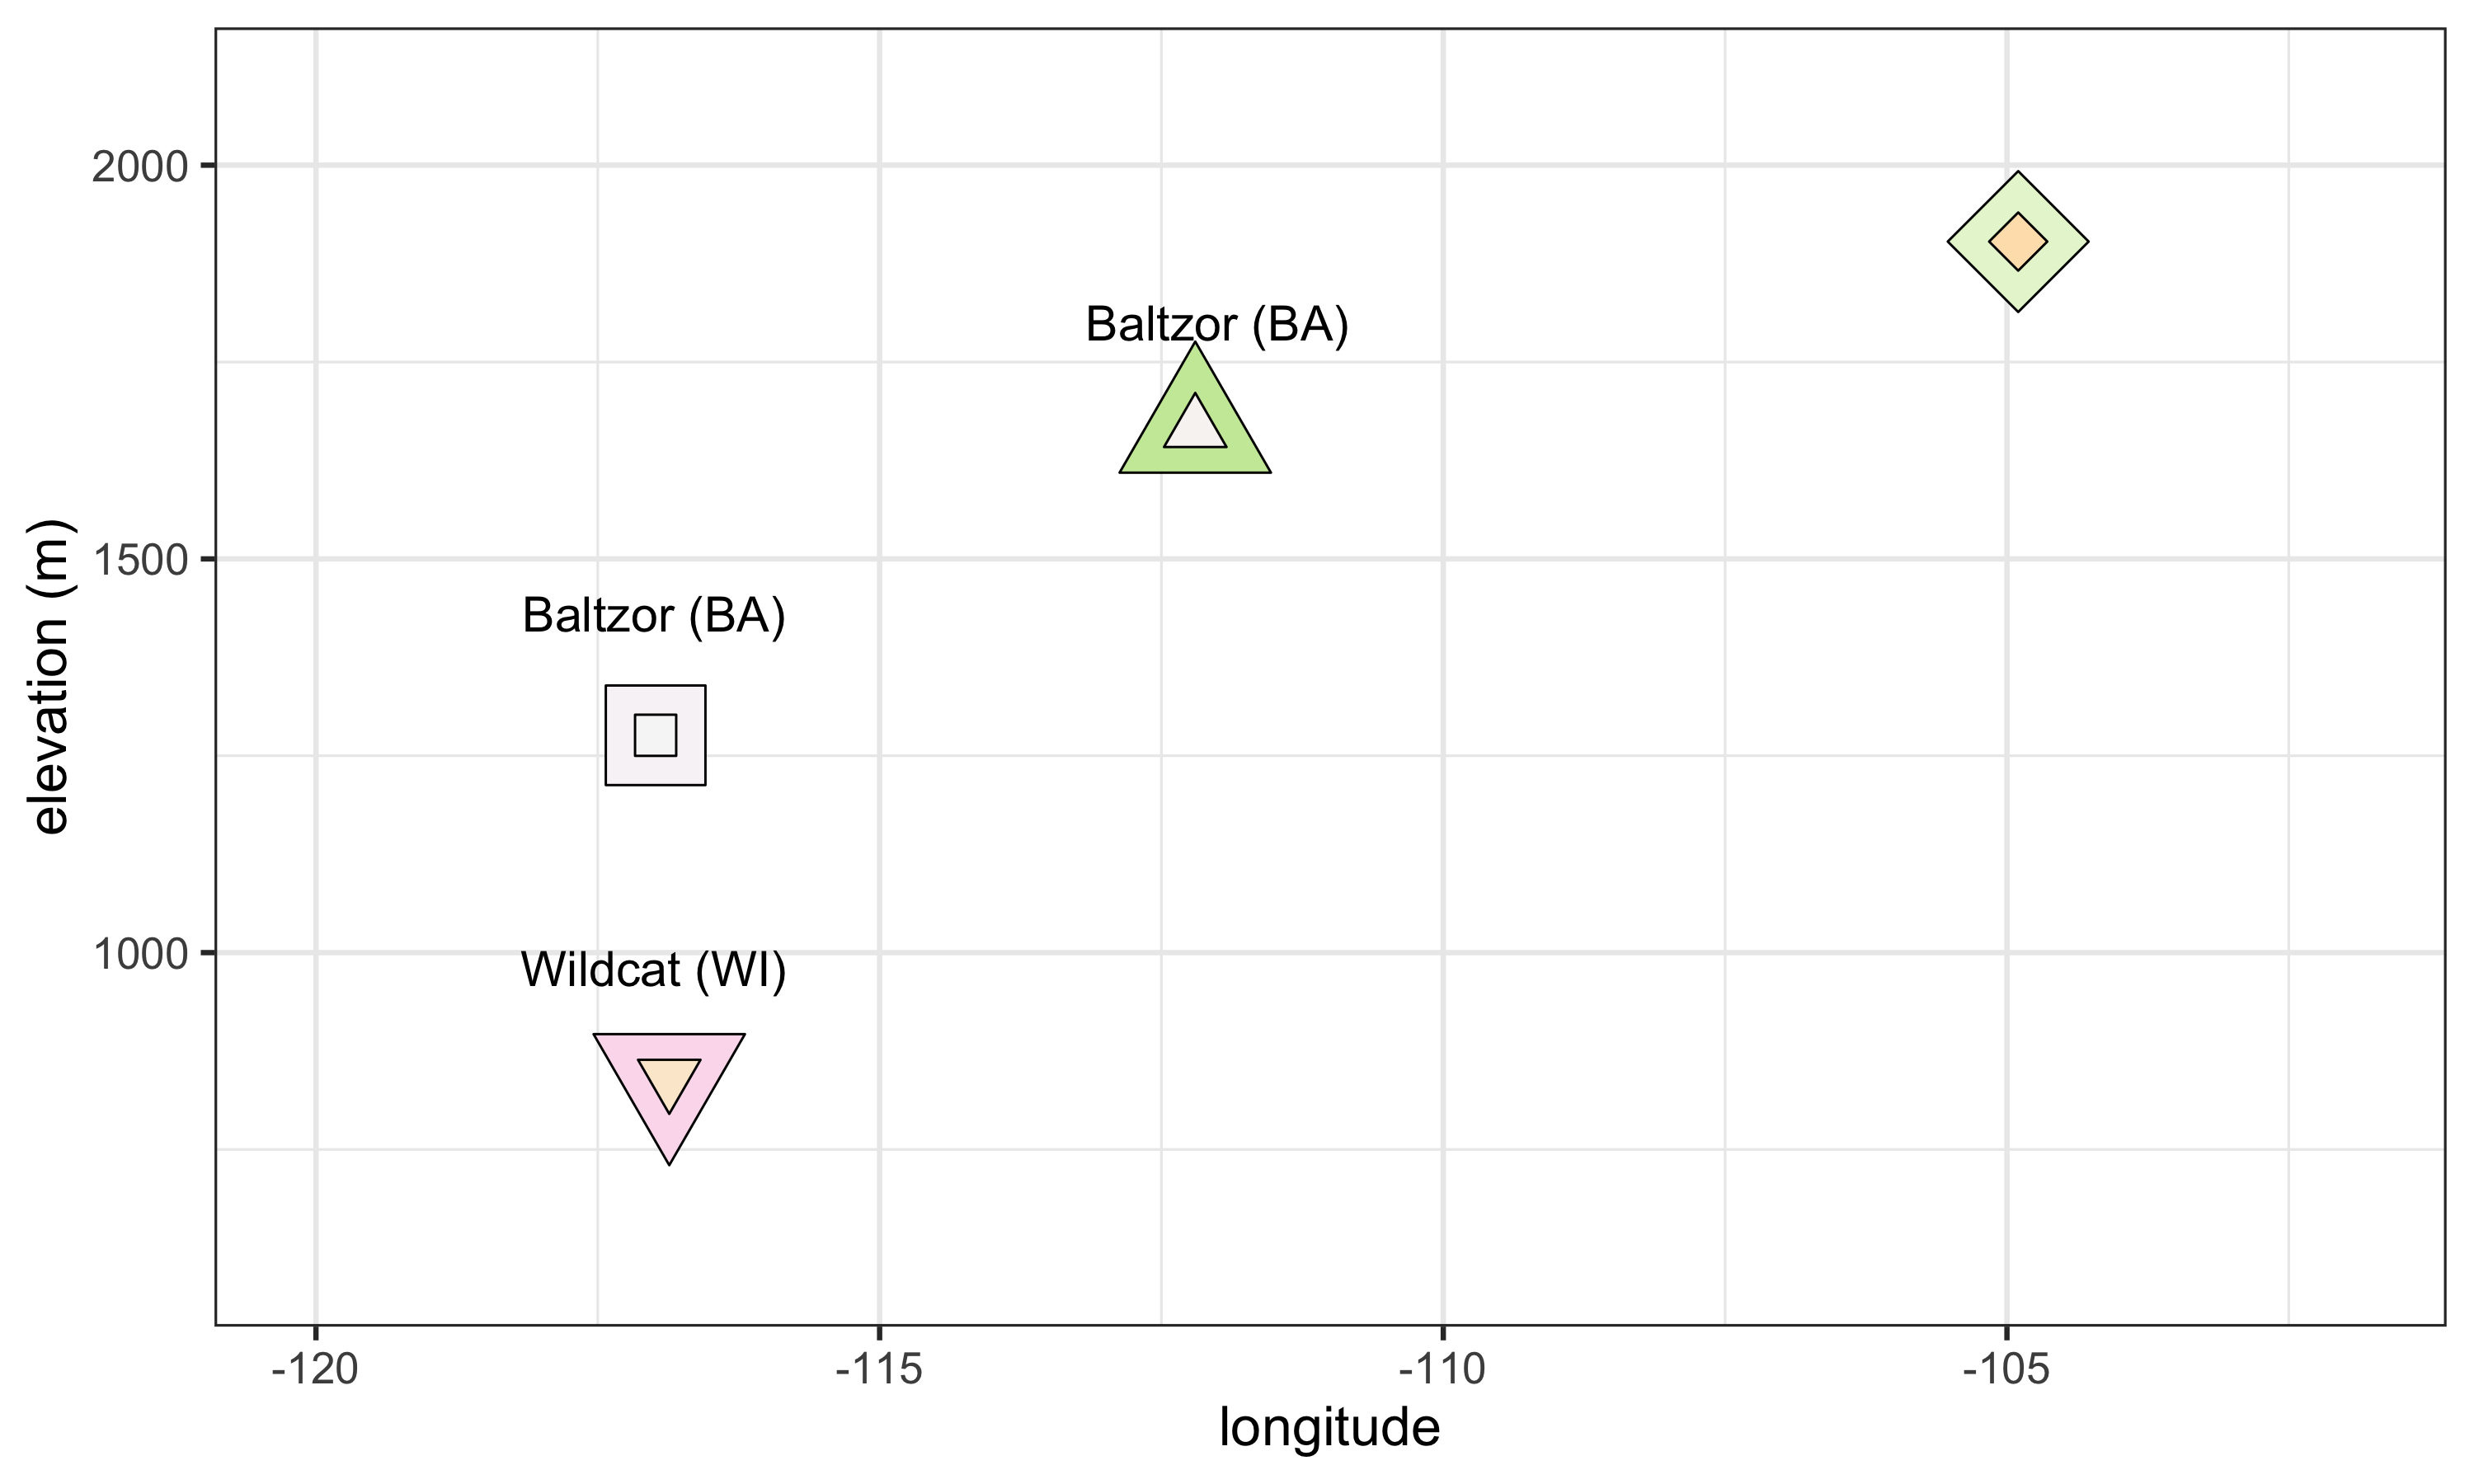 2000
1500
1000
elevation (m)
Baltzor (BA)
Baltzor (BA)
Wildcat (WI)
-120
-115
-110
-105
longitude